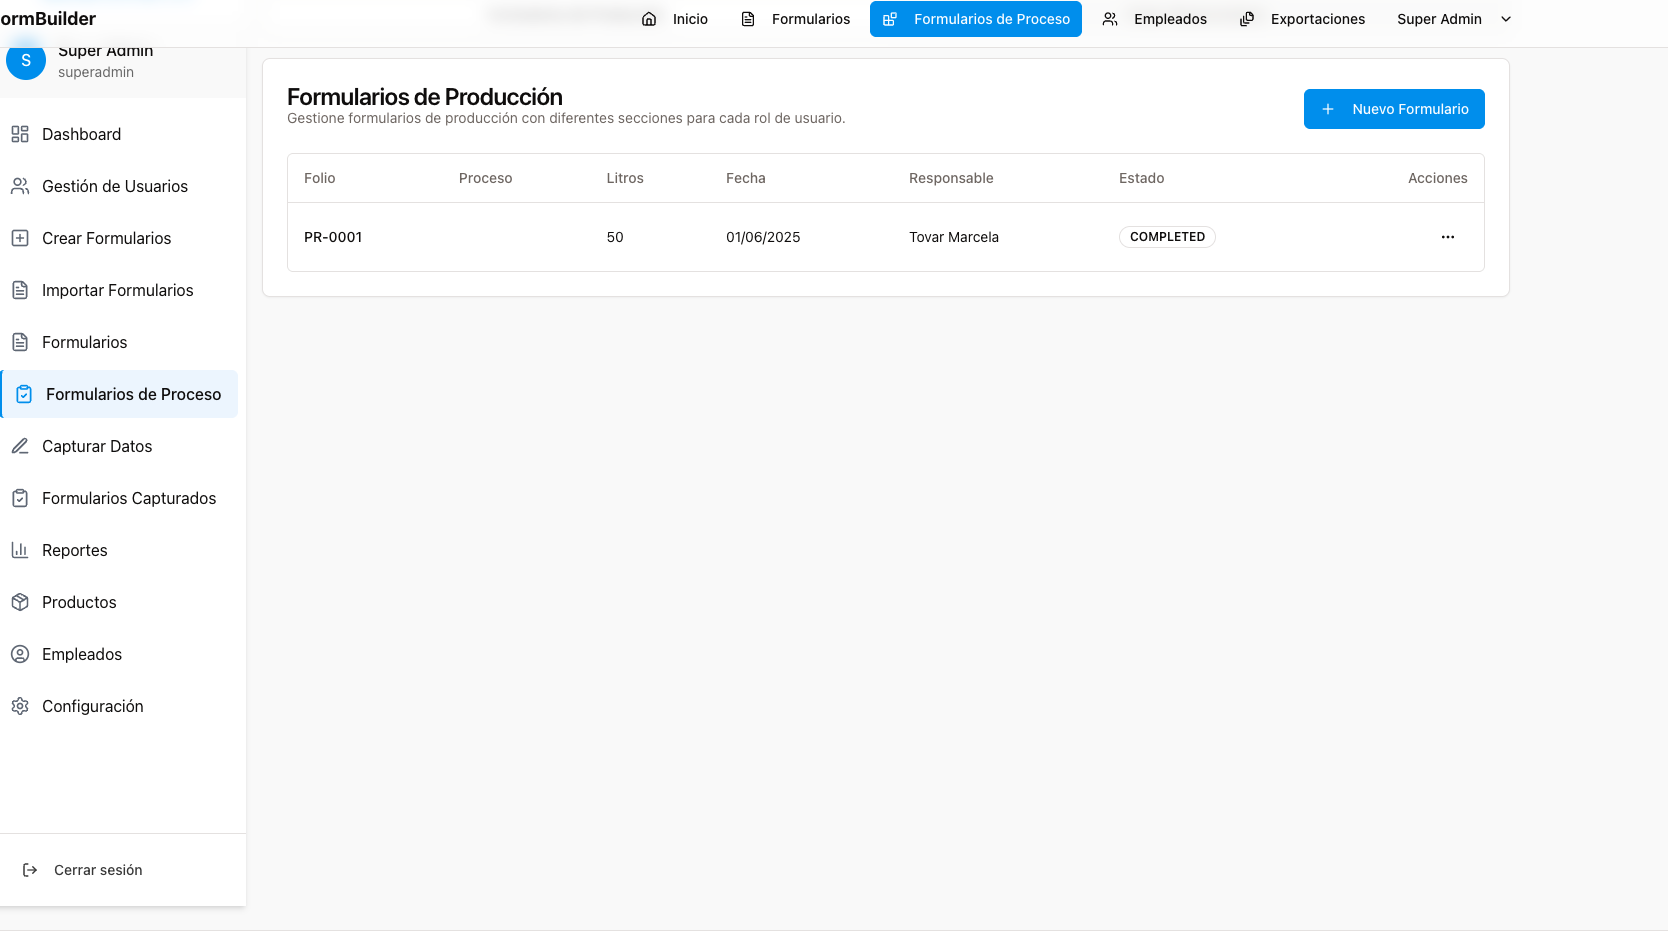 ormBuilder
Inicio
Formularios
Formularios de Proceso
Empleados
Exportaciones
Super Admin
S
Super Admin
superadmin
Dashboard
Gestión de Usuarios
Crear Formularios
Importar Formularios
Formularios
Formularios de Proceso
Capturar Datos
Formularios Capturados
Reportes
Productos
Empleados
Configuración
Cerrar sesión
Formularios de Producción
Gestione formularios de producción con diferentes secciones para cada rol de usuario.
Nuevo Formulario
Folio Proceso Litros Fecha Responsable Estado Acciones
PR-0001 50 01/06/2025 Tovar Marcela COMPLETED